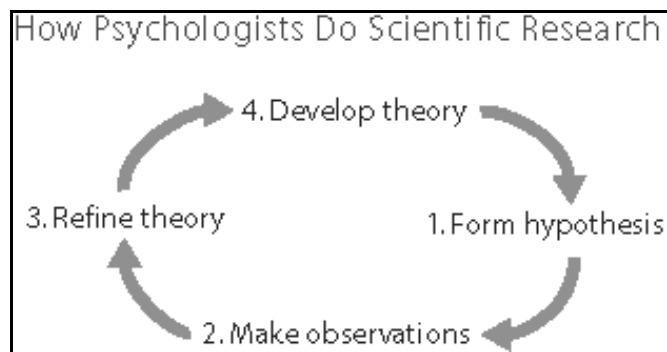 How Psychologists Do Scientific Research
4. Develop theory
3. Refine theory
1. Form hypothesis
2. Make observations